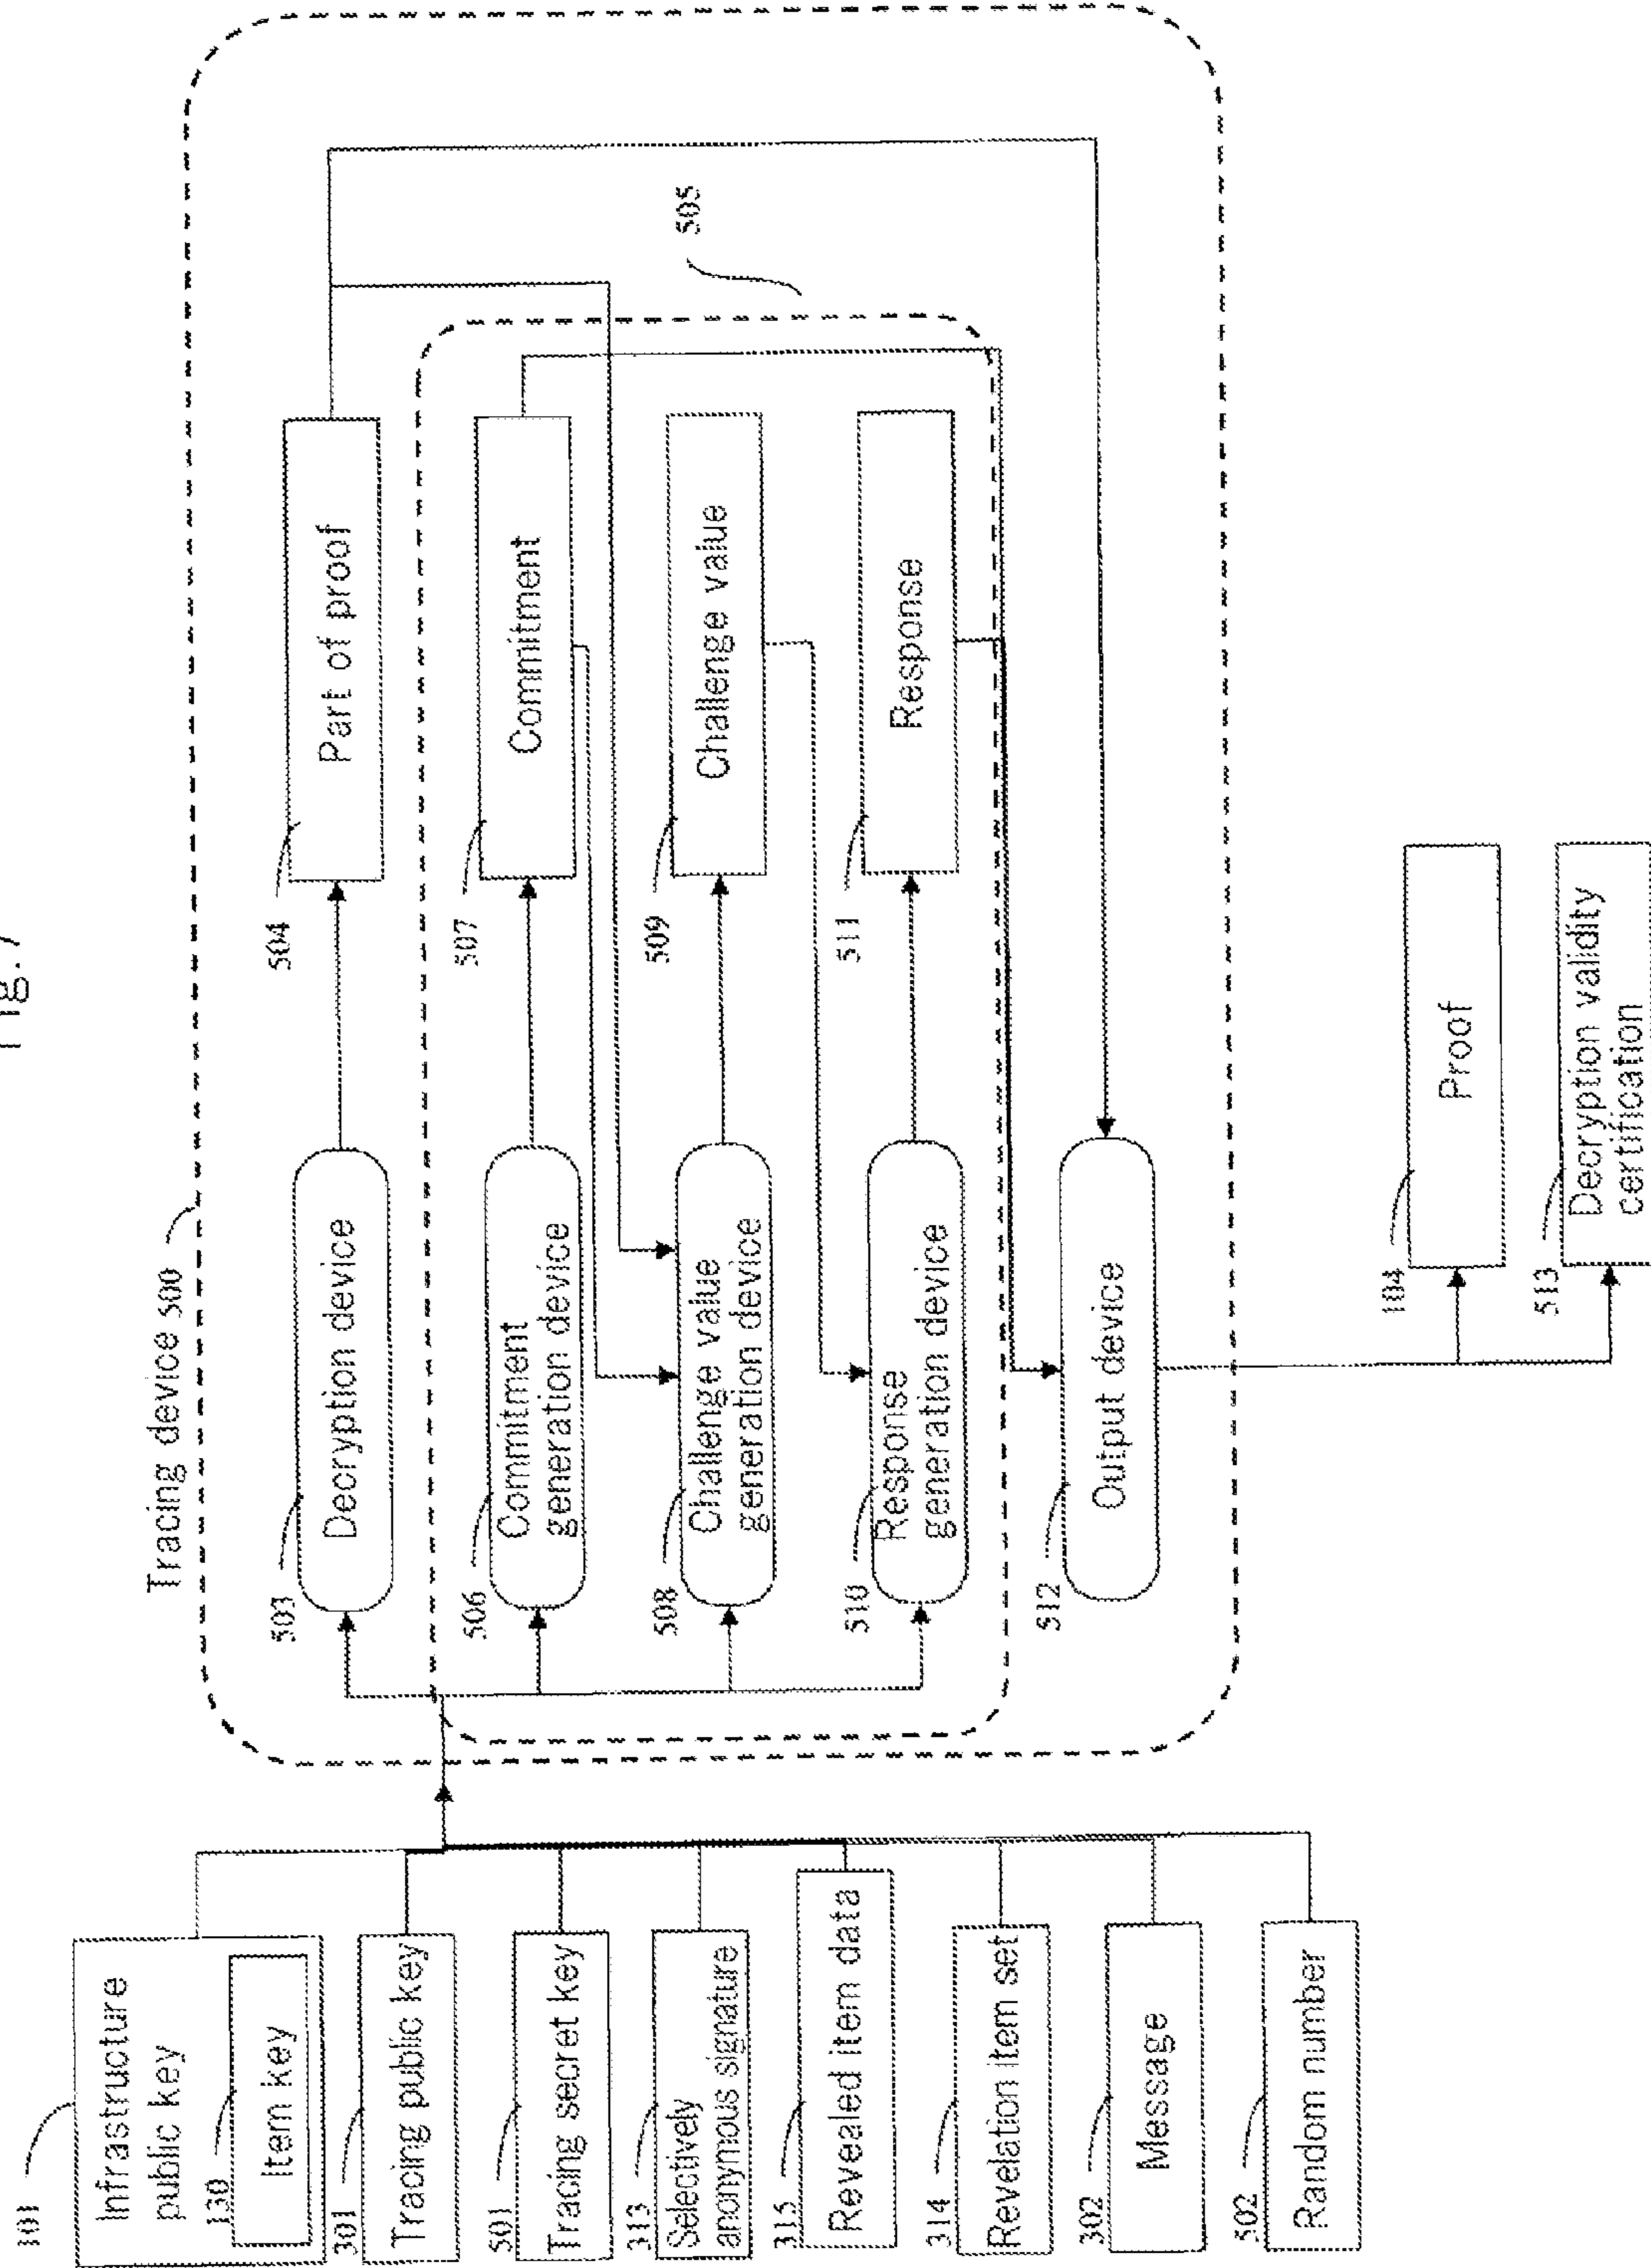 Fig.7
101
Infrastructure
public key
130
Item key
301
Tracing public key
501
Tracing secret key
313
Selectively
anonymous signature
315
Revealed item data
314
Revelation item set
302
Message
502
Random number
Tracing device 500
503
Decryption device
504
Part of proof
505
506
Commitment
generation device
507
Commitment
508
Challenge value
generation device
509
Challenge value
510
Response
generation device
511
Response
512
Output device
104
Proof
513
Decryption validity
certification